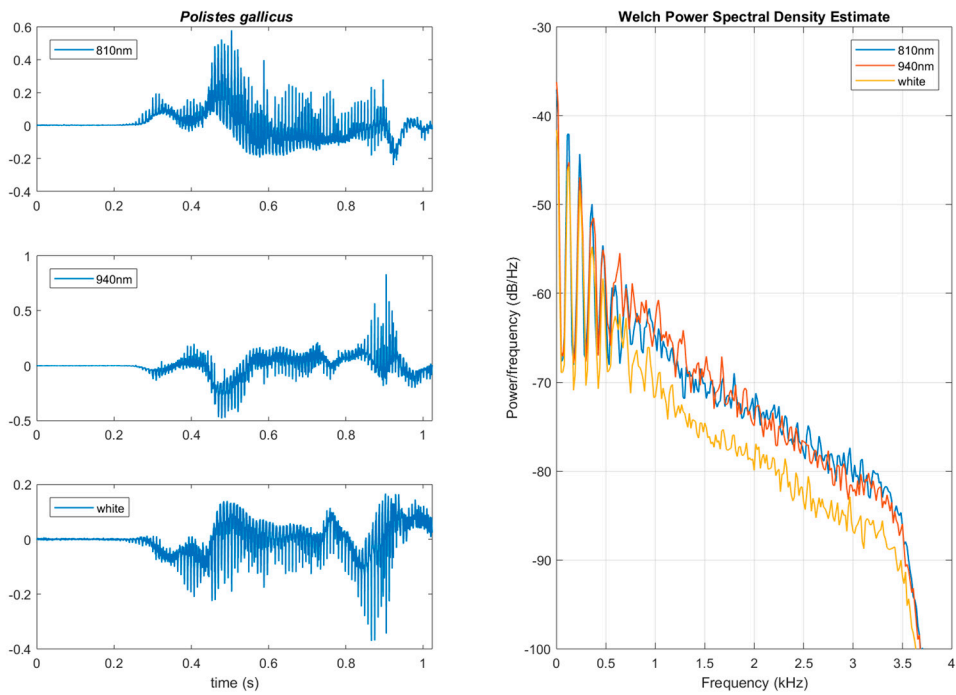 Polistes gallicus
0.6
0.4
0.2
0
-0.2
-0.4
810nm
0 0.2 0.4 0.6 0.8 1
1
0.5
0
-0.5
940nm
0 0.2 0.4 0.6 0.8 1
0.2
0
-0.2
-0.4
white
0 0.2 0.4 0.6 0.8 1
time (s)
Welch Power Spectral Density Estimate
810nm
940nm
white
Power/frequency (dB/Hz)
-30
-40
-50
-60
-70
-80
-90
-100
0 0.5 1 1.5 2 2.5 3 3.5 4
Frequency (kHz)